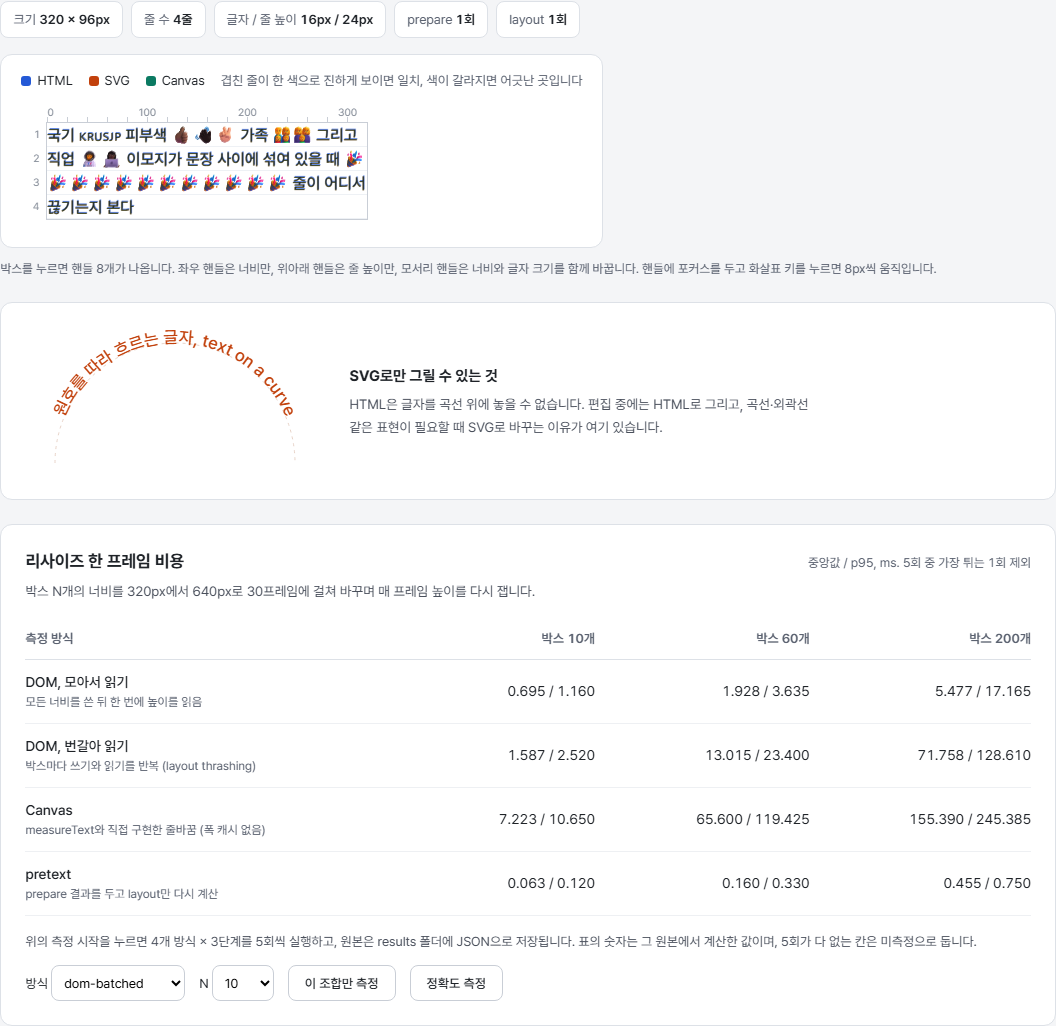 크기 320 × 96px 줄 수 4줄 글자 / 줄 높이 16px / 24px prepare 1회 layout 1회
HTML SVG Canvas 겹친 줄이 한 색으로 진하게 보이면 일치, 색이 갈라지면 어긋난 곳입니다
0 100 200 300
1 국기 KRUSJP 피부색 👍🏿 👋🏿 ✌🏼 가족 그리고
2 직업 이모지가 문장 사이에 섞여 있을 때 🎉
3 🎉 🎉 🎉 🎉 🎉 🎉 🎉 🎉 🎉 🎉 🎉 줄이 어디서
4 끊기는지 본다
박스를 누르면 핸들 8개가 나옵니다. 좌우 핸들은 너비만, 위아래 핸들은 줄 높이만, 모서리 핸들은 너비와 글자 크기를 함께 바꿉니다. 핸들에 포커스를 두고 화살표 키를 누르면 8px씩 움직입니다.
원호를 따라 흐르는 글자, text on a curve
SVG로만 그릴 수 있는 것
HTML은 글자를 곡선 위에 놓을 수 없습니다. 편집 중에는 HTML로 그리고, 곡선·외곽선
같은 표현이 필요할 때 SVG로 바꾸는 이유가 여기 있습니다.
리사이즈 한 프레임 비용 중앙값 / p95, ms. 5회 중 가장 튀는 1회 제외
박스 N개의 너비를 320px에서 640px로 30프레임에 걸쳐 바꾸며 매 프레임 높이를 다시 잽니다.
측정 방식 박스 10개 박스 60개 박스 200개
DOM, 모아서 읽기
모든 너비를 쓴 뒤 한 번에 높이를 읽음
0.695 / 1.160 1.928 / 3.635 5.477 / 17.165
DOM, 번갈아 읽기
박스마다 쓰기와 읽기를 반복 (layout thrashing)
1.587 / 2.520 13.015 / 23.400 71.758 / 128.610
Canvas
measureText와 직접 구현한 줄바꿈 (폭 캐시 없음)
7.223 / 10.650 65.600 / 119.425 155.390 / 245.385
pretext
prepare 결과를 두고 layout만 다시 계산
0.063 / 0.120 0.160 / 0.330 0.455 / 0.750
위의 측정 시작을 누르면 4개 방식 × 3단계를 5회씩 실행하고, 원본은 results 폴더에 JSON으로 저장됩니다. 표의 숫자는 그 원본에서 계산한 값이며, 5회가 다 없는 칸은 미측정으로 둡니다.
방식 dom-batched N 10 이 조합만 측정 정확도 측정